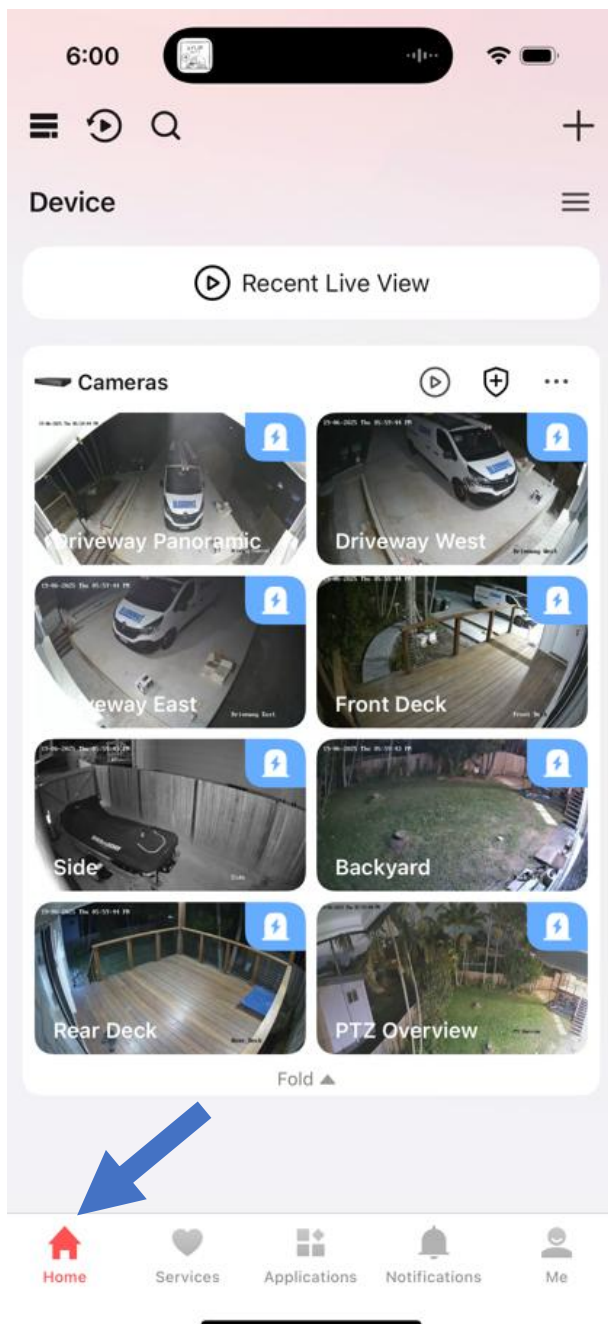 6:00
Device
Recent Live View
Cameras
Driveway Panoramic
Driveway West
Driveway East
Front Deck
Side
Backyard
Rear Deck
PTZ Overview
Fold
Home Services Applications Notifications Me